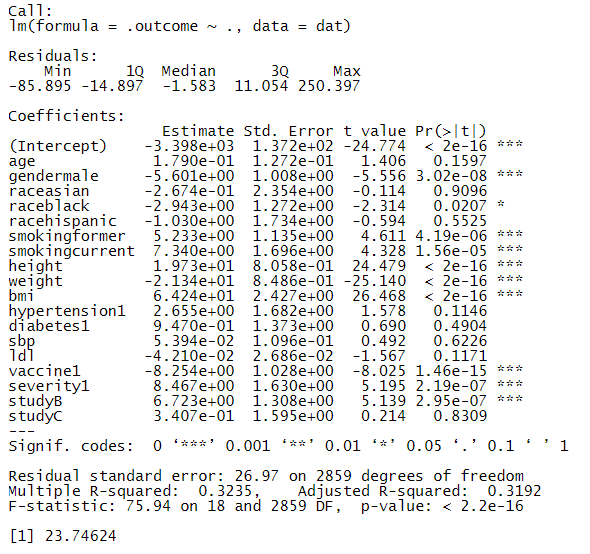 Call:
lm(formula = .outcome ~ ., data = dat)
Residuals:
    Min      1Q  Median      3Q     Max
-85.895 -14.897  -1.583  11.054 250.397
Coefficients:
                 Estimate Std. Error t value Pr(>|t|)
(Intercept)    -3.398e+03  1.372e+02 -24.774  < 2e-16 ***
age             1.790e-01  1.272e-01   1.406   0.1597
gendermale     -5.601e+00  1.008e+00  -5.556 3.02e-08 ***
raceasian      -2.674e-01  2.354e+00  -0.114   0.9096
raceblack      -2.943e+00  1.272e+00  -2.314   0.0207 *
racehispanic   -1.030e+00  1.734e+00  -0.594   0.5525
smokingformer   5.233e+00  1.135e+00   4.611 4.19e-06 ***
smokingcurrent  7.340e+00  1.696e+00   4.328 1.56e-05 ***
height          1.973e+01  8.058e-01  24.479  < 2e-16 ***
weight         -2.134e+01  8.486e-01 -25.140  < 2e-16 ***
bmi             6.424e+01  2.427e+00  26.468  < 2e-16 ***
hypertension1   2.655e+00  1.682e+00   1.578   0.1146
diabetes1       9.470e-01  1.373e+00   0.690   0.4904
sbp             5.394e-02  1.096e-01   0.492   0.6226
ldl            -4.210e-02  2.686e-02  -1.567   0.1171
vaccine1       -8.254e+00  1.028e+00  -8.025 1.46e-15 ***
severity1       8.467e+00  1.630e+00   5.195 2.19e-07 ***
studyB          6.723e+00  1.308e+00   5.139 2.95e-07 ***
studyC          3.407e-01  1.595e+00   0.214   0.8309
---
Signif. codes:  0 ‘***’ 0.001 ‘**’ 0.01 ‘*’ 0.05 ‘.’ 0.1 ‘ ’ 1
Residual standard error: 26.97 on 2859 degrees of freedom
Multiple R-squared:  0.3235,    Adjusted R-squared:  0.3192
F-statistic: 75.94 on 18 and 2859 DF,  p-value: < 2.2e-16
[1] 23.74624